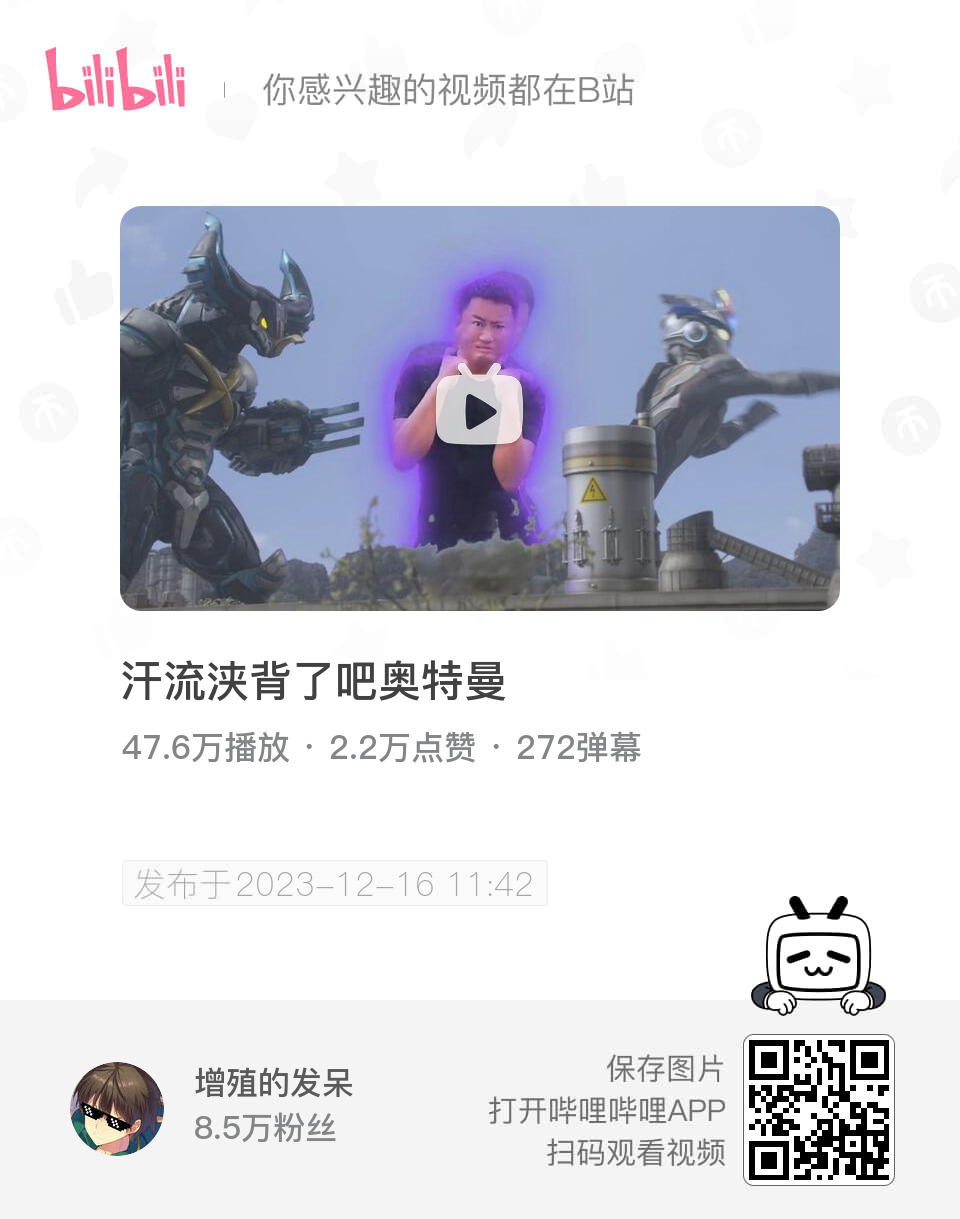 bilibili
你感兴趣的视频都在B站
汗流浃背了吧奥特曼
47.6万播放 · 2.2万点赞 · 272弹幕
发布于2023-12-16 11:42
增殖的发呆
8.5万粉丝
保存图片
打开哔哩哔哩APP
扫码观看视频